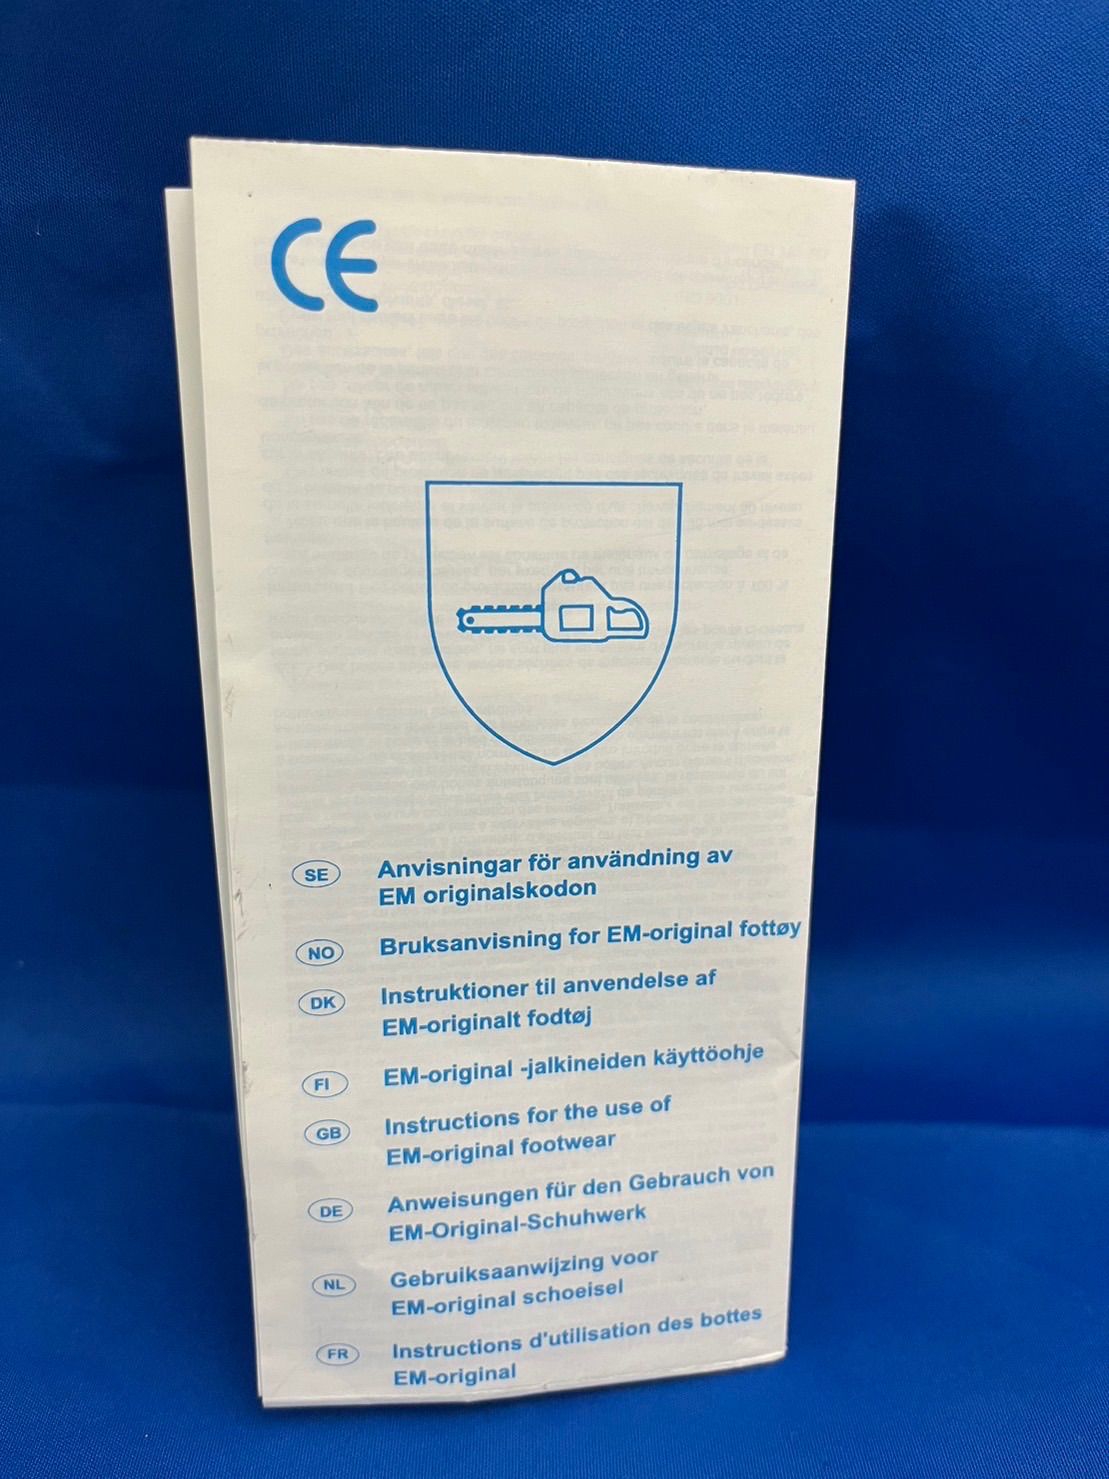 CE
SE Anvisningar för användning av
EM originalskodon
NO Bruksanvisning for EM-original fottøy
DK Instruktioner til anvendelse af
EM-originalt fodtøj
FI EM-original -jalkineiden käyttöohje
GB Instructions for the use of
EM-original footwear
DE Anweisungen für den Gebrauch von
EM-Original-Schuhwerk
NL Gebruiksaanwijzing voor
EM-original schoeisel
FR Instructions d'utilisation des bottes
EM-original